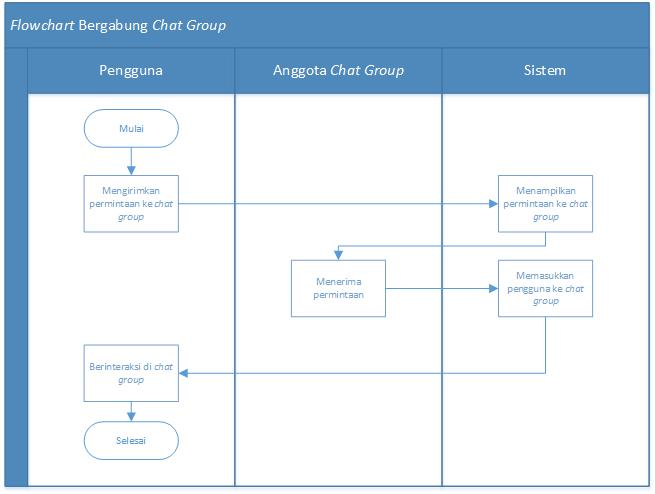 Flowchart Bergabung Chat Group
Pengguna
Anggota Chat Group
Sistem
Mulai
Mengirimkan
permintaan ke chat
group
Menampilkan
permintaan ke chat
group
Menerima
permintaan
Memasukkan
pengguna ke chat
group
Berinteraksi di chat
group
Selesai